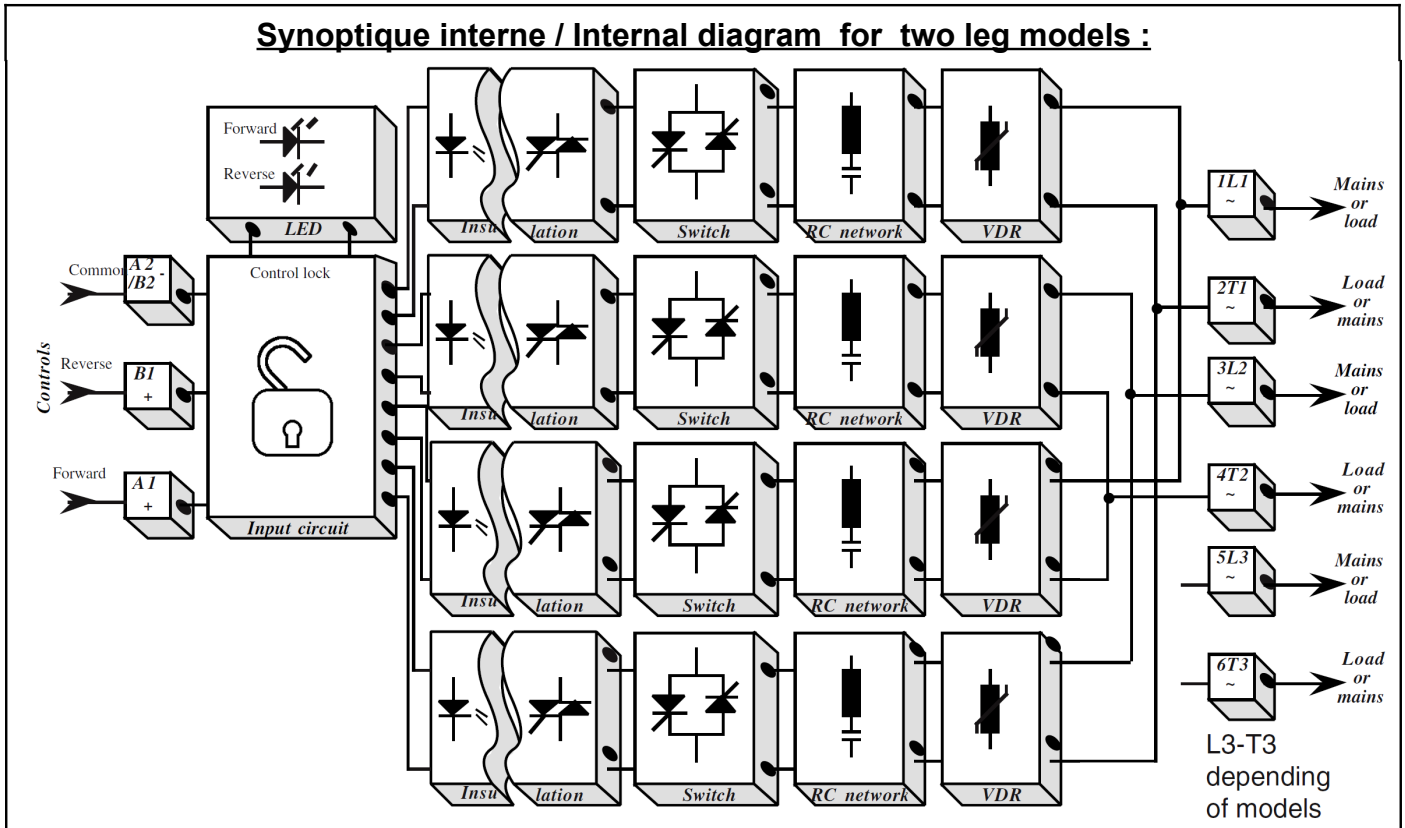 Synoptique interne / Internal diagram for two leg models :
Forward
Reverse
LED
Insu lation
Switch
RC network
VDR
1L1
~
Mains
or
load
Common
A2
/B2 -
Control lock
2T1
~
Load
or
mains
Controls
Reverse
B1
+
Insu lation
Switch
RC network
VDR
3L2
~
Mains
or
load
Forward
A1
+
Input circuit
4T2
~
Load
or
mains
Insu lation
Switch
RC network
VDR
5L3
~
Mains
or
load
6T3
~
Load
or
mains
Insu lation
Switch
RC network
VDR
L3-T3
depending
of models